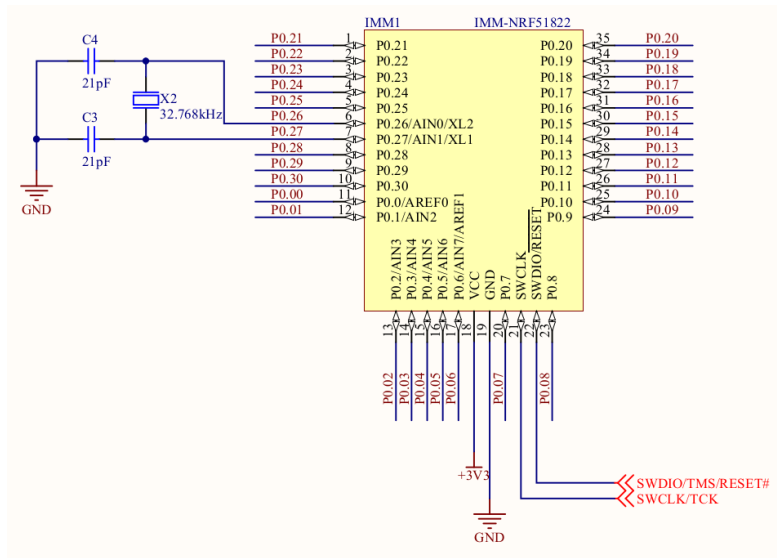 IMM1 IMM-NRF51822
C4
21pF
X2
32.768kHz
C3
21pF
GND
P0.21 1 P0.21
P0.22 2 P0.22
P0.23 3 P0.23
P0.24 4 P0.24
P0.25 5 P0.25
P0.26 6 P0.26/AIN0/XL2
P0.27 7 P0.27/AIN1/XL1
P0.28 8 P0.28
P0.29 9 P0.29
P0.30 10 P0.30
P0.00 11 P0.0/AREF0
P0.01 12 P0.1/AIN2
P0.20 35 P0.20
P0.19 34 P0.19
P0.18 33 P0.18
P0.17 32 P0.17
P0.16 31 P0.16
P0.15 30 P0.15
P0.14 29 P0.14
P0.13 28 P0.13
P0.12 27 P0.12
P0.11 26 P0.11
P0.10 25 P0.10
P0.9 24 P0.09
P0.2/AIN3 13 P0.02
P0.3/AIN4 14 P0.03
P0.4/AIN5 15 P0.04
P0.5/AIN6 16 P0.05
P0.6/AIN7/AREF1 17 P0.06
VCC 18
GND 19
P0.7 20 P0.07
SWCLK 21
SWDIO/RESET 22
P0.8 23 P0.08
+3V3
GND
SWDIO/TMS/RESET#
SWCLK/TCK